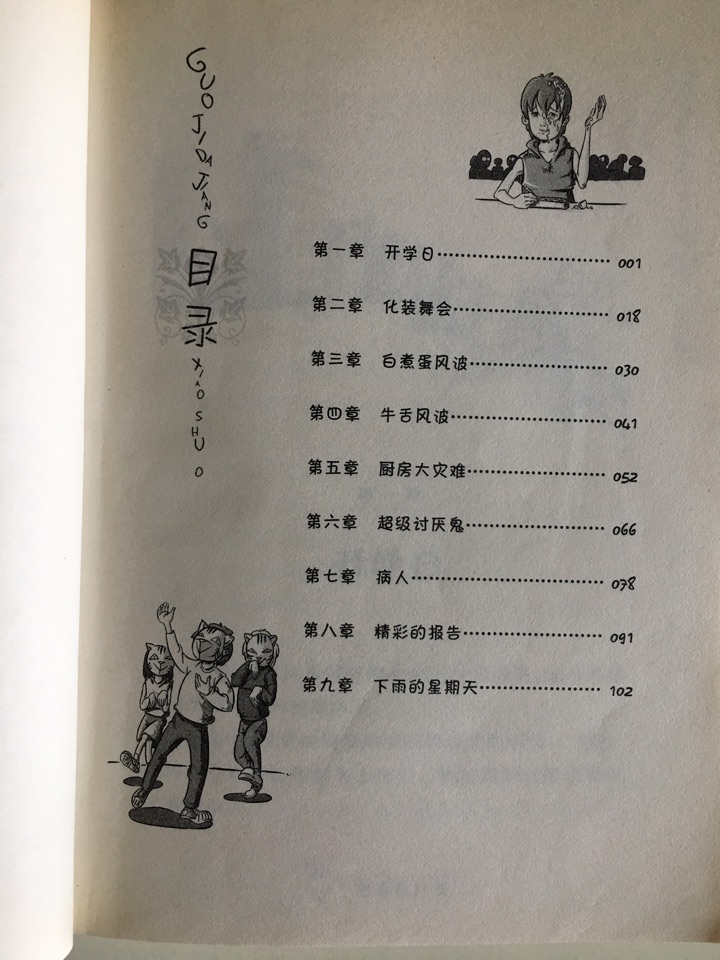 GUO JI DA JIANG
目录
XIAO SHUO
第一章 开学日……………………………001
第二章 化装舞会……………………………018
第三章 白煮蛋风波……………………………030
第四章 牛舌风波……………………………041
第五章 厨房大灾难……………………………052
第六章 超级讨厌鬼……………………………066
第七章 病人……………………………078
第八章 精彩的报告……………………………091
第九章 下雨的星期天……………………………102